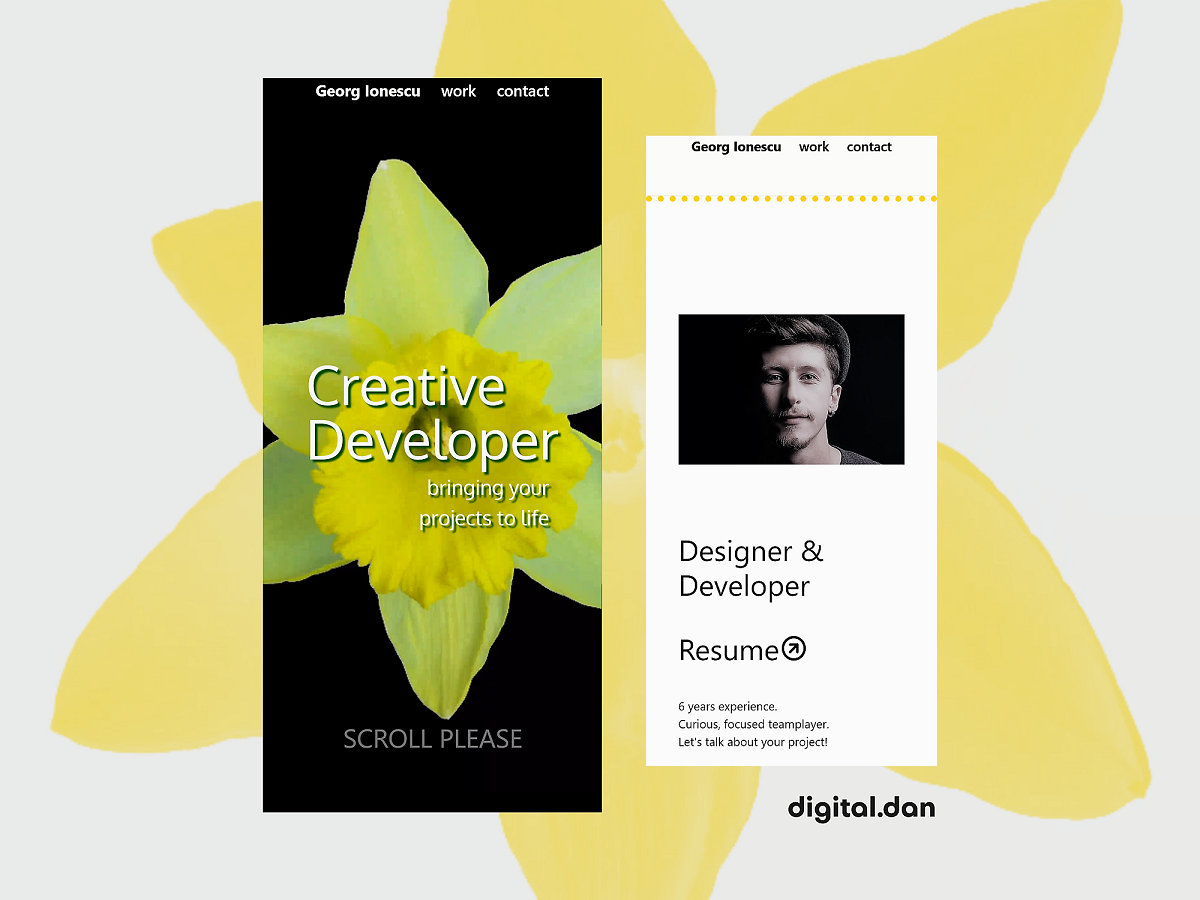 Georg Ionescu work contact
Creative
Developer
bringing your
projects to life
SCROLL PLEASE
Georg Ionescu work contact
Designer &
Developer
Resume
6 years experience.
Curious, focused teamplayer.
Let's talk about your project!
digital.dan